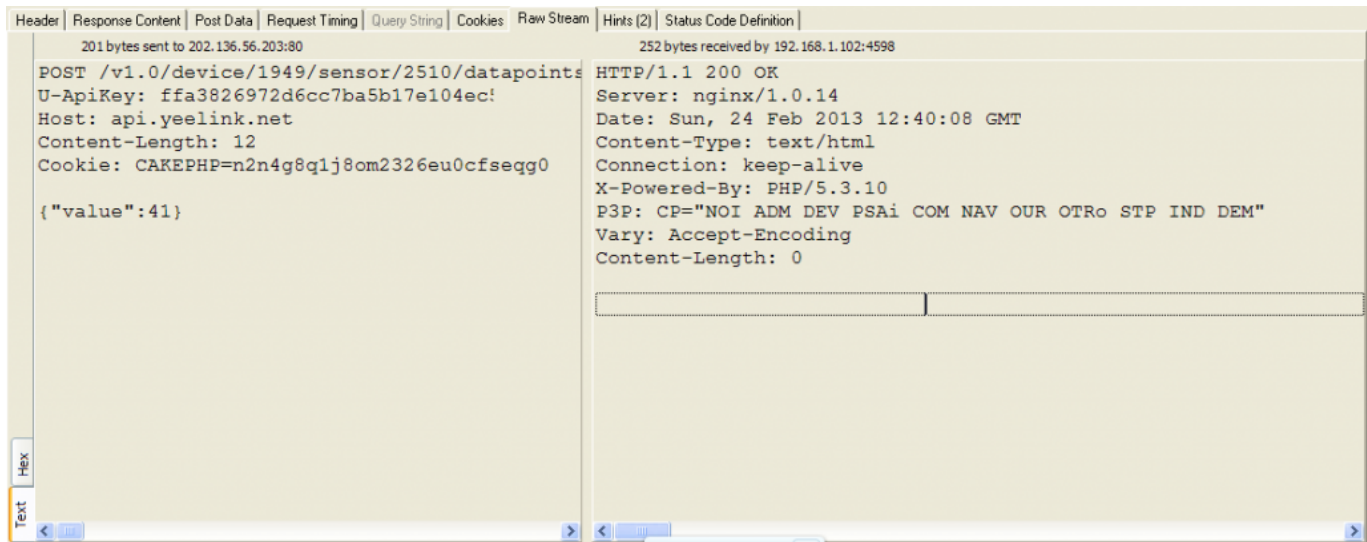 Header Response Content Post Data Request Timing Query String Cookies Raw Stream Hints (2) Status Code Definition
201 bytes sent to 202.136.56.203:80
POST /v1.0/device/1949/sensor/2510/datapoints
U-ApiKey: ffa3826972d6cc7ba5b17e104ec
Host: api.yeelink.net
Content-Length: 12
Cookie: CAKEPHP=n2n4g8q1j8om2326eu0cfseqg0
{"value":41}
252 bytes received by 192.168.1.102:4598
HTTP/1.1 200 OK
Server: nginx/1.0.14
Date: Sun, 24 Feb 2013 12:40:08 GMT
Content-Type: text/html
Connection: keep-alive
X-Powered-By: PHP/5.3.10
P3P: CP="NOI ADM DEV PSAi COM NAV OUR OTRo STP IND DEM"
Vary: Accept-Encoding
Content-Length: 0
Hex
Text